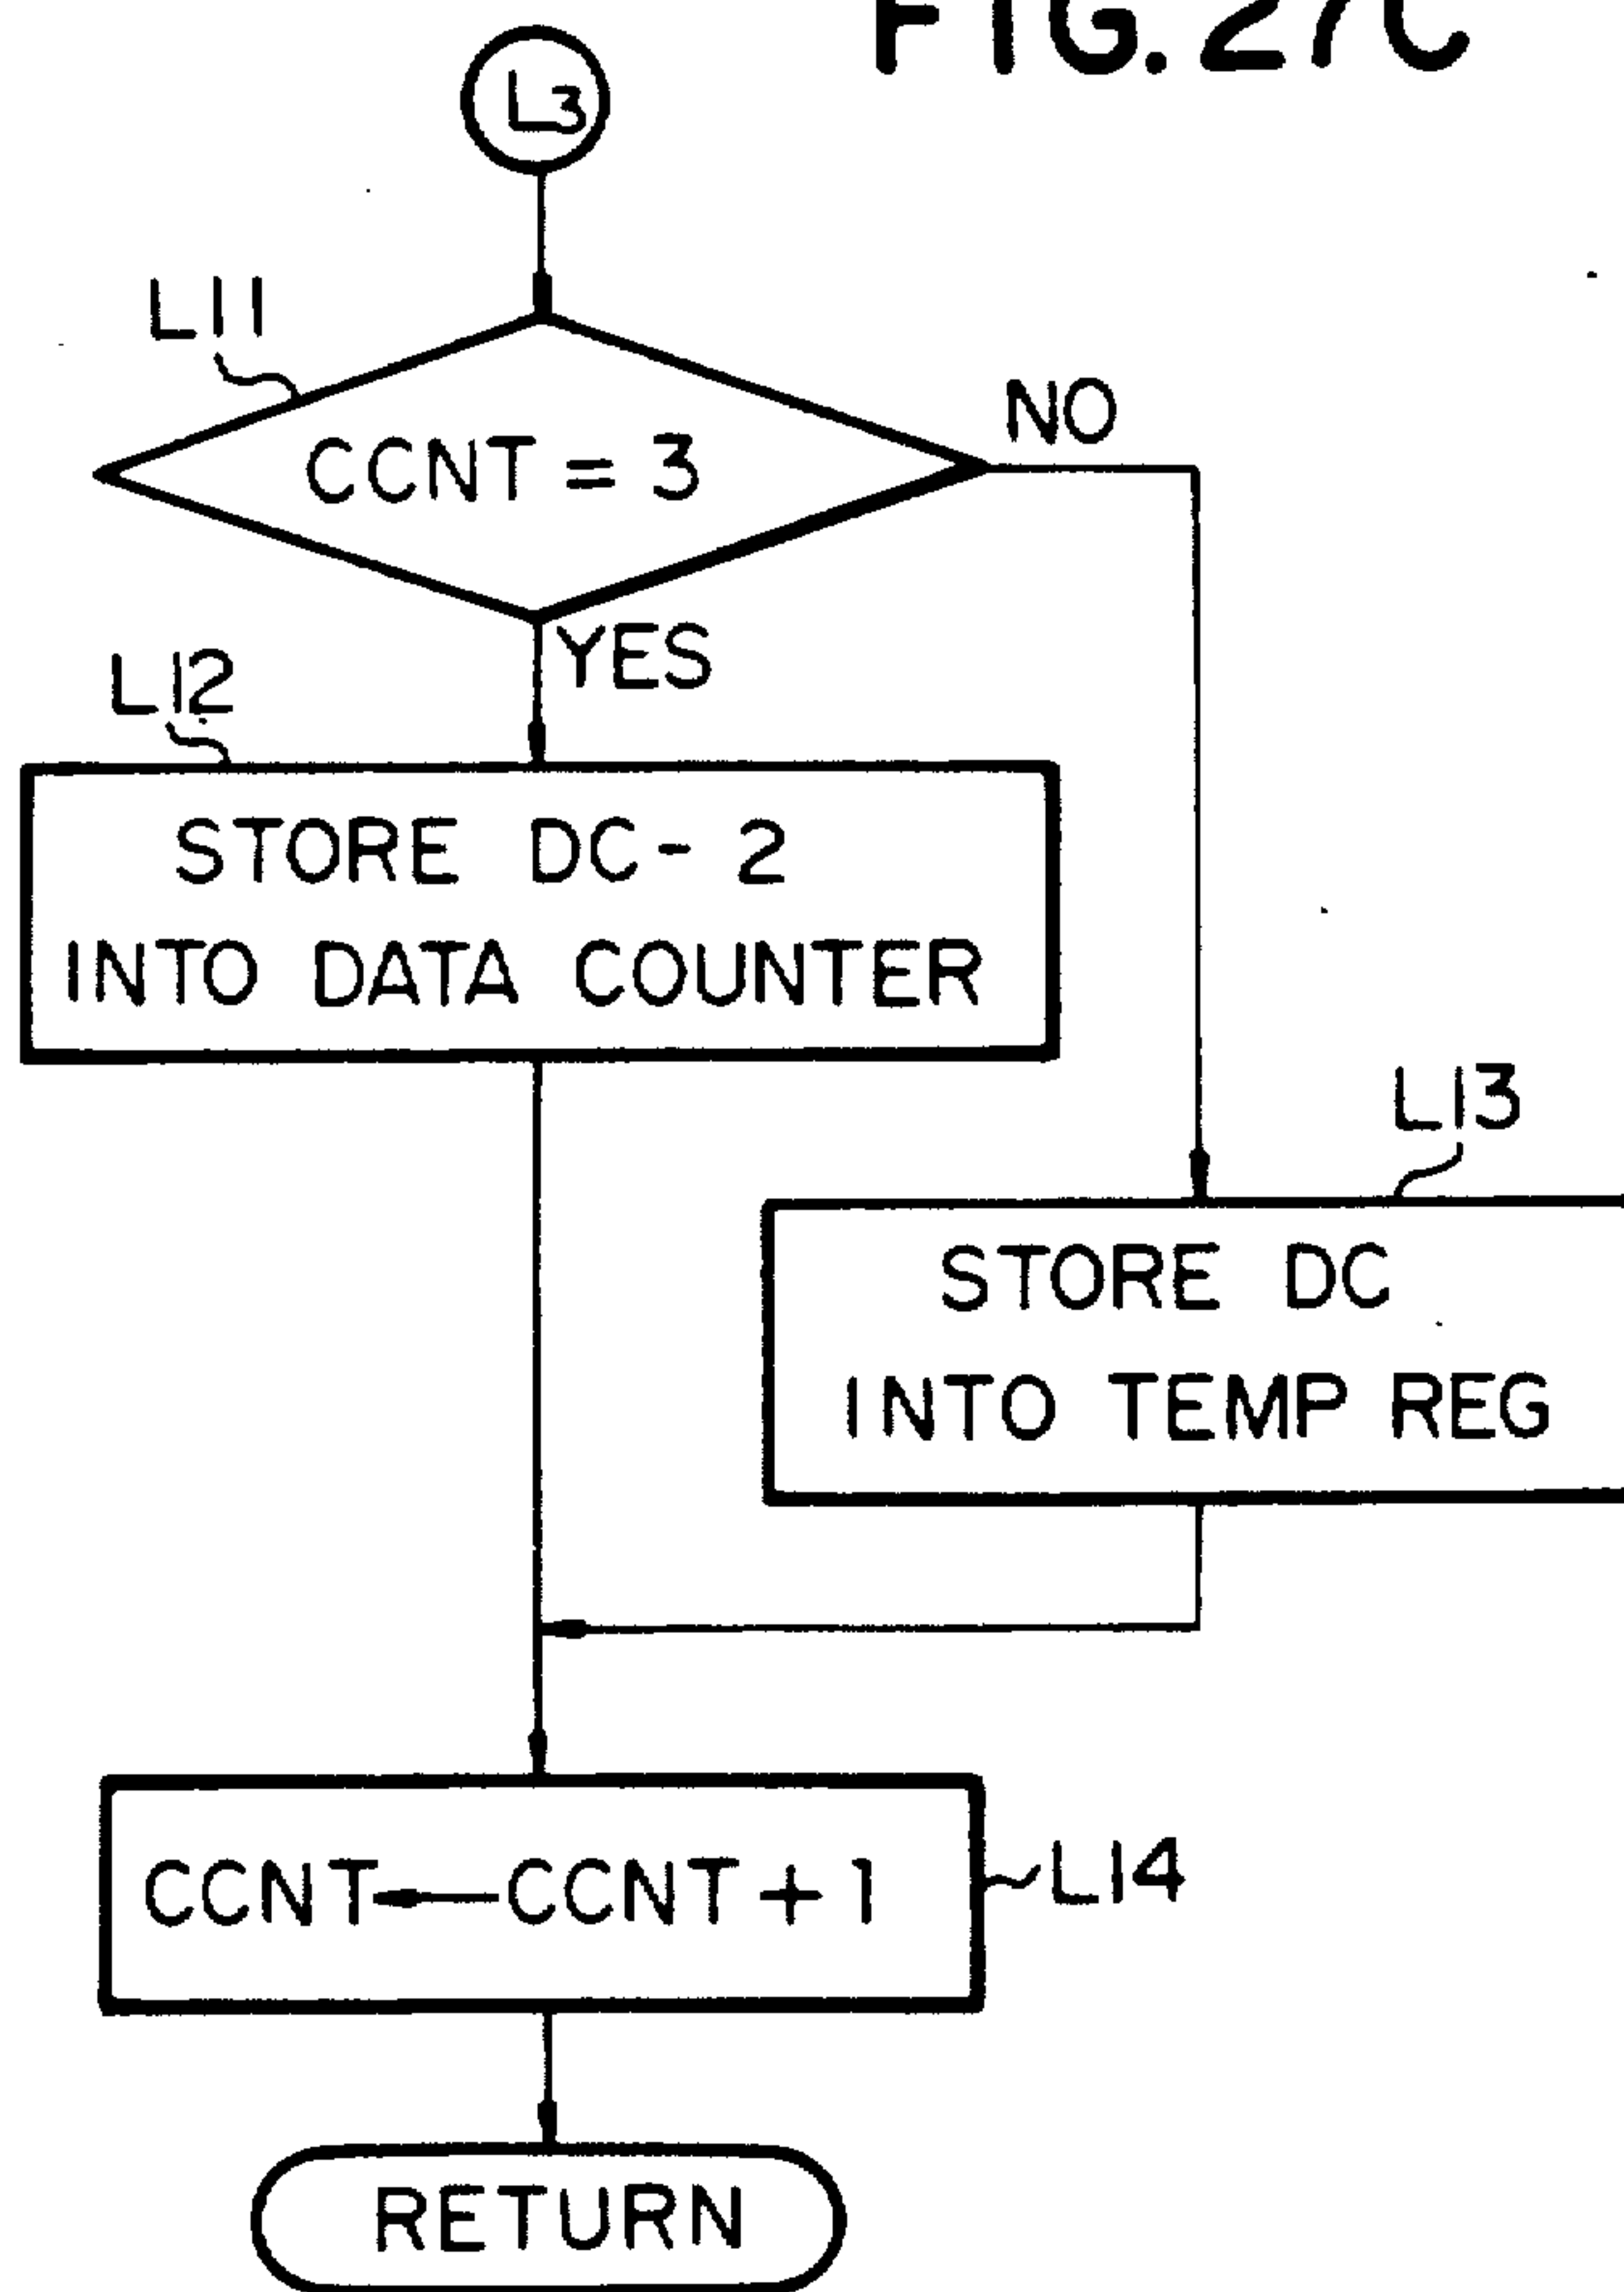 FIG. 27C
L3
L11
CCNT = 3
NO
YES
L12
STORE DC - 2
INTO DATA COUNTER
L13
STORE DC
INTO TEMP REG
CCNT ← CCNT + 1
L14
RETURN